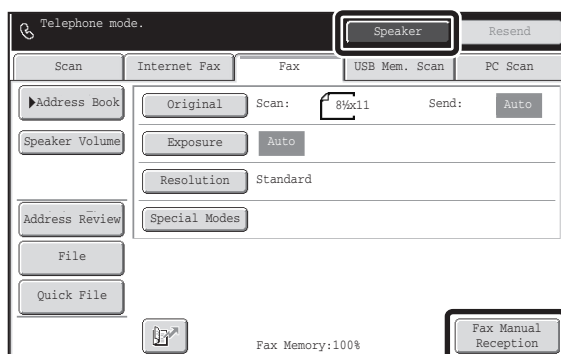 Telephone mode.
Speaker
Resend
Scan
Internet Fax
Fax
USB Mem. Scan
PC Scan
Address Book
Original
Scan:
8½x11
Send:
Auto
Speaker Volume
Exposure
Auto
Resolution
Standard
Address Review
Special Modes
File
Quick File
Fax Memory:100%
Fax Manual
Reception